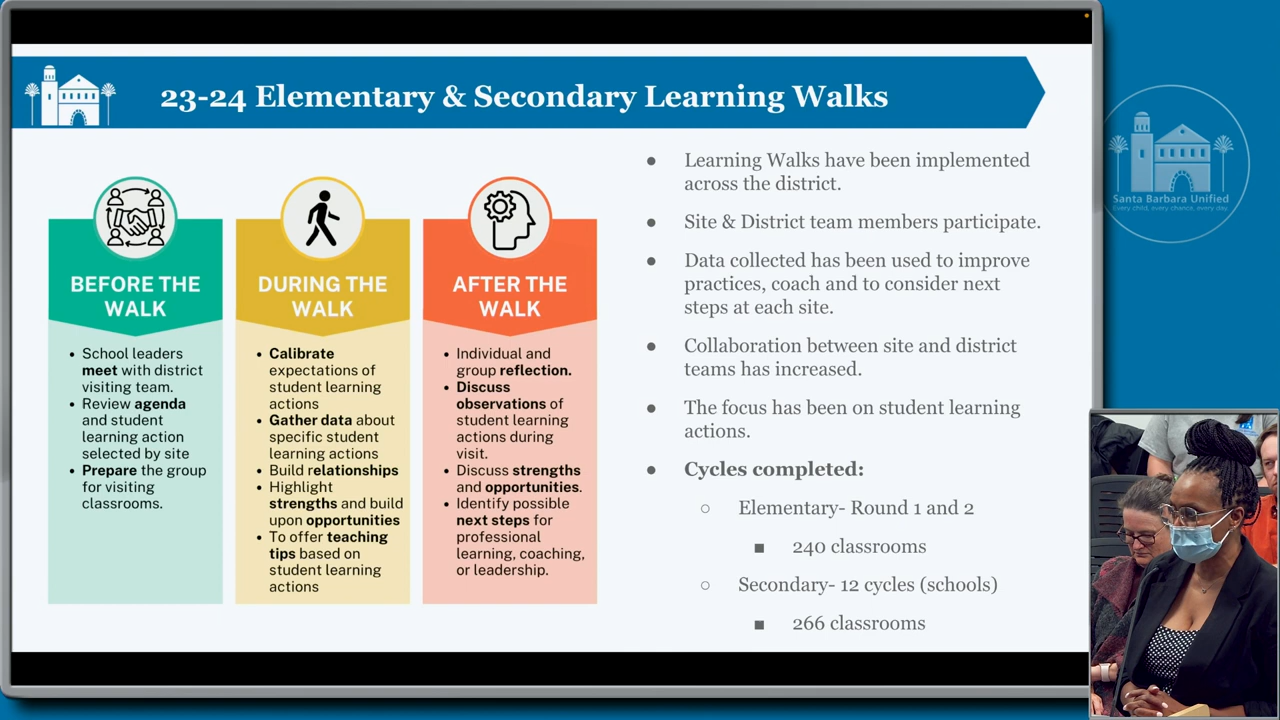 23-24 Elementary & Secondary Learning Walks
BEFORE THE
WALK
• School leaders
meet with district
visiting team.
• Review agenda
and student
learning action
selected by site
• Prepare the group
for visiting
classrooms.
DURING THE
WALK
• Calibrate
expectations of
student learning
actions
• Gather data about
specific student
learning actions
• Build relationships
• Highlight
strengths and build
upon opportunities
• To offer teaching
tips based on
student learning
actions
AFTER THE
WALK
• Individual and
group reflection.
• Discuss
observations of
student learning
actions during
visit.
• Discuss strengths
and opportunities.
• Identify possible
next steps for
professional
learning, coaching,
or leadership.
● Learning Walks have been implemented
across the district.
● Site & District team members participate.
● Data collected has been used to improve
practices, coach and to consider next
steps at each site.
● Collaboration between site and district
teams has increased.
● The focus has been on student learning
actions.
● Cycles completed:
○ Elementary- Round 1 and 2
■ 240 classrooms
○ Secondary- 12 cycles (schools)
■ 266 classrooms
Santa Barbara Unified
Every child, every chance, every day